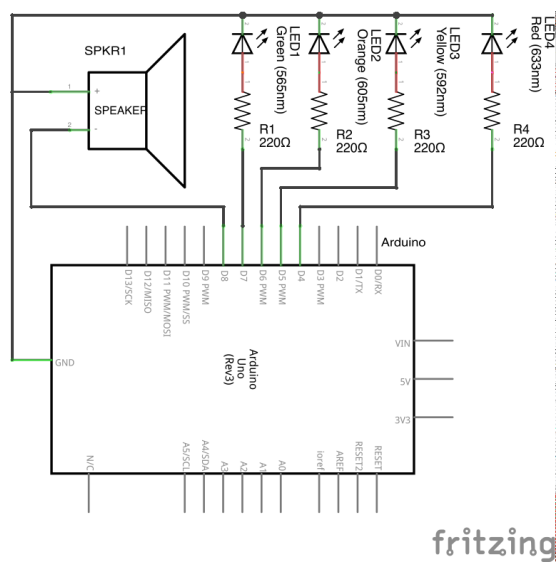 SPKR1
1
+
SPEAKER
2
-
LED1
Green (565nm)
LED2
Orange (605nm)
LED3
Yellow (592nm)
LED4
Red (633nm)
R1
220Ω
R2
220Ω
R3
220Ω
R4
220Ω
Arduino
D13/SCK
D12/MISO
D11 PWM/MOSI
D10 PWM/SS
D9 PWM
D8
D7
D6 PWM
D5 PWM
D4
D3 PWM
D2
D1/TX
D0/RX
GND
Arduino
Uno
(Rev3)
VIN
5V
3V3
N/C
A5/SCL
A4/SDA
A3
A2
A1
A0
ioref
AREF
RESET2
RESET
fritzing